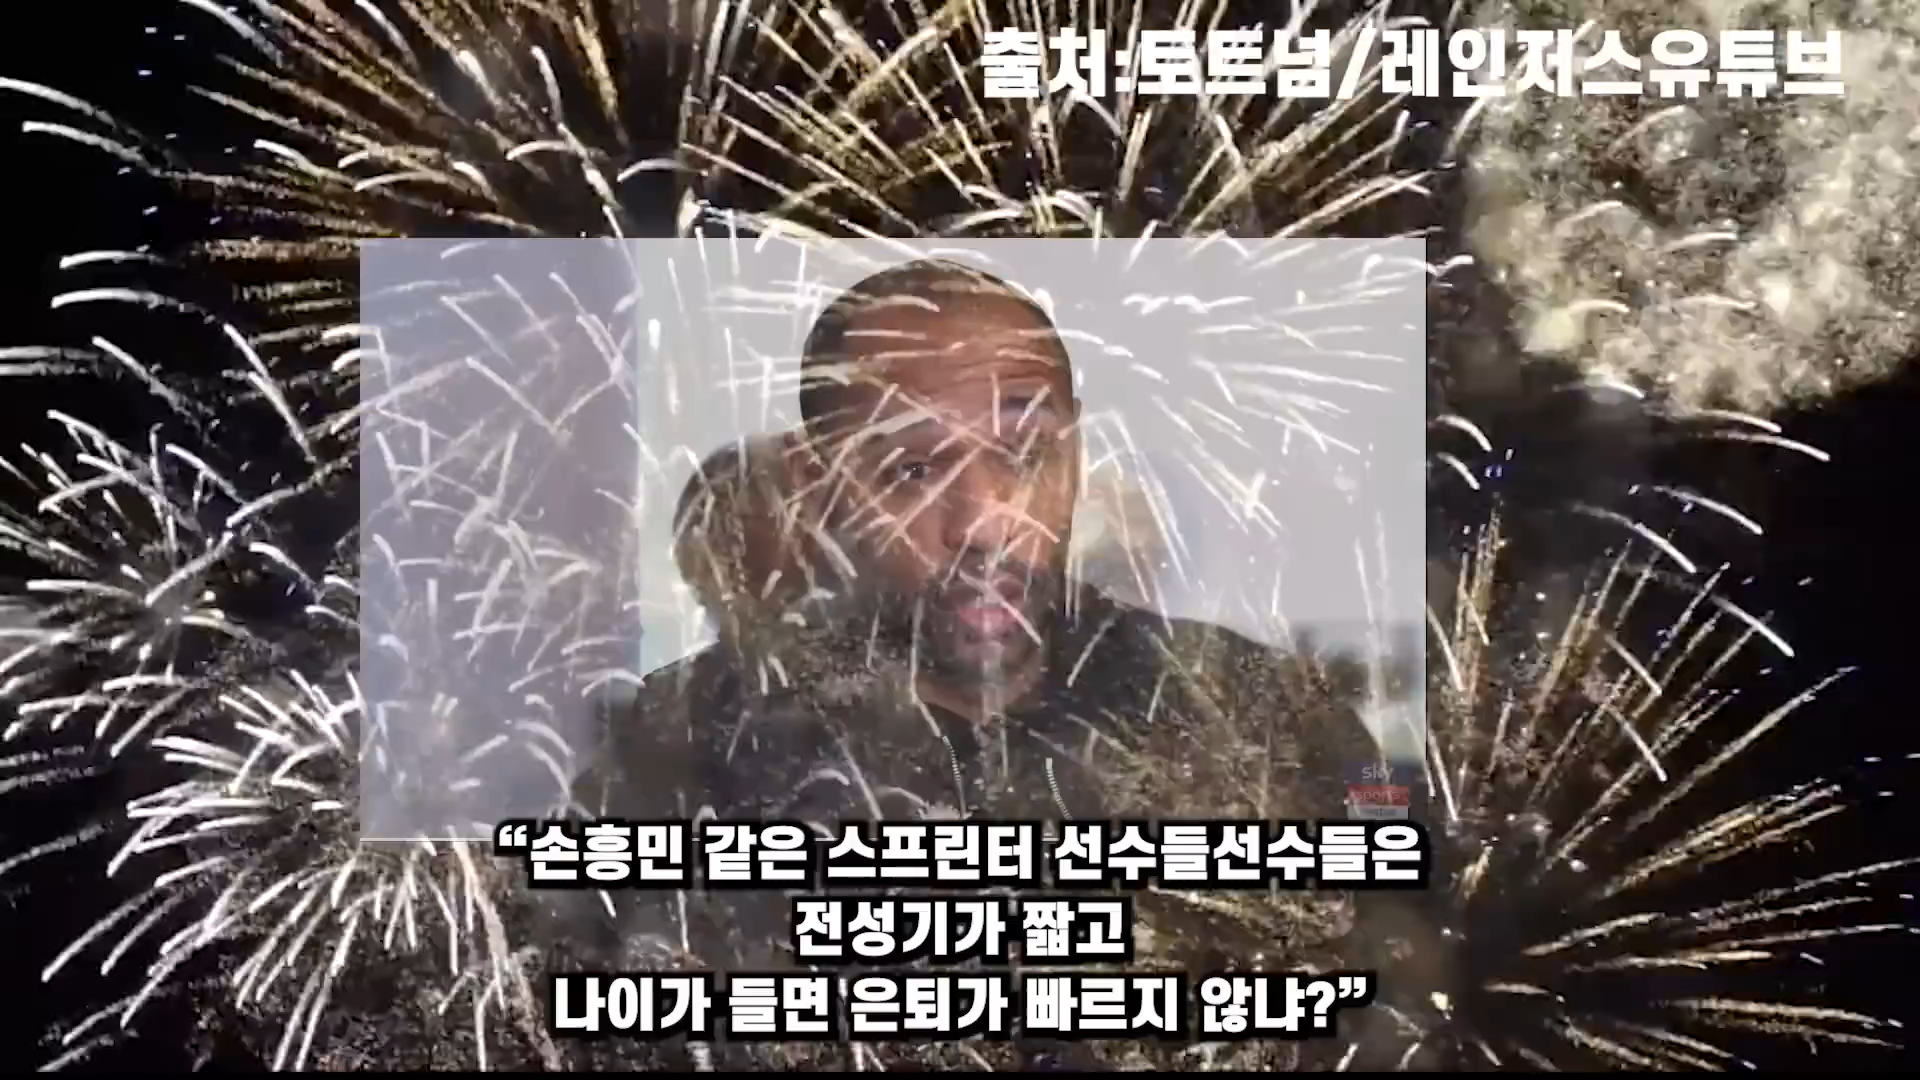 출처:토트넘/레인저스유튜브
sky
sports
“손흥민 같은 스프린터 선수들선수들은
전성기가 짧고
나이가 들면 은퇴가 빠르지 않냐?”